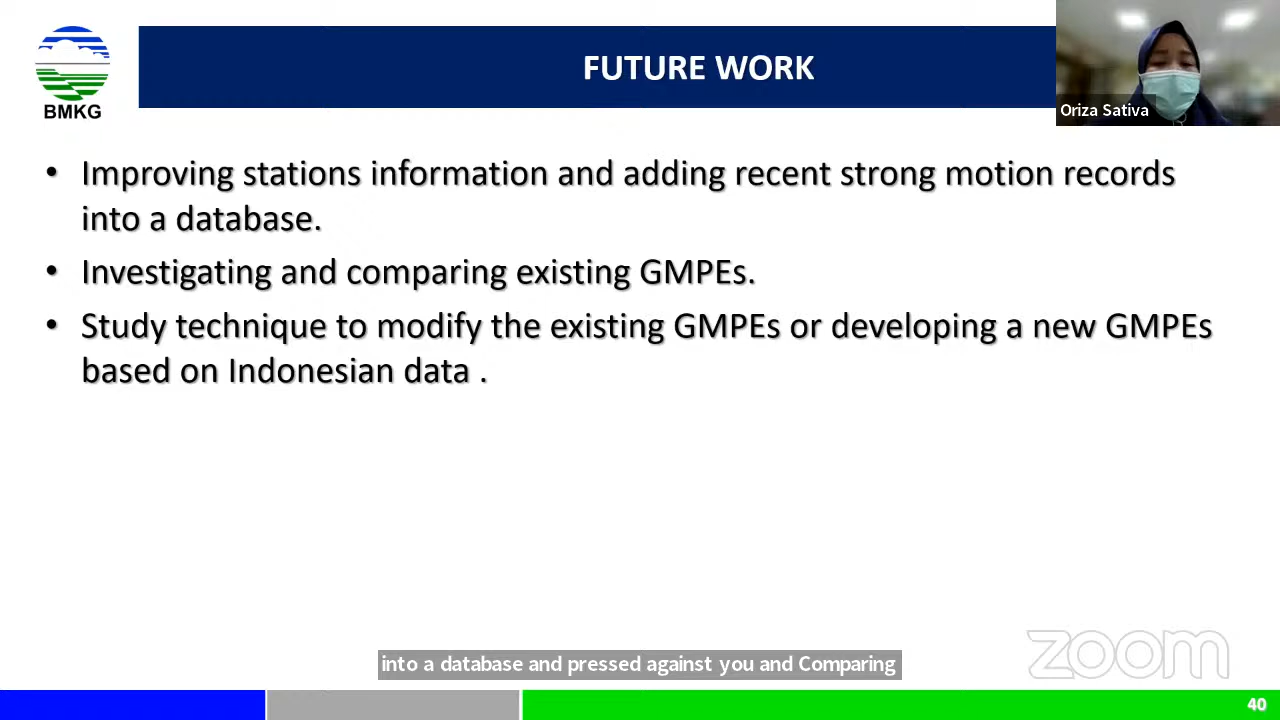 FUTURE WORK
BMKG
Oriza Sativa
• Improving stations information and adding recent strong motion records
into a database.
• Investigating and comparing existing GMPEs.
• Study technique to modify the existing GMPEs or developing a new GMPEs
based on Indonesian data .
zoom
into a database and pressed against you and Comparing
40